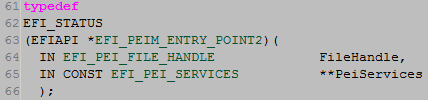 61 typedef
62 EFI_STATUS
63 (EFIAPI *EFI_PEIM_ENTRY_POINT2)(
64 IN EFI_PEI_FILE_HANDLE FileHandle,
65 IN CONST EFI_PEI_SERVICES **PeiServices
66 );